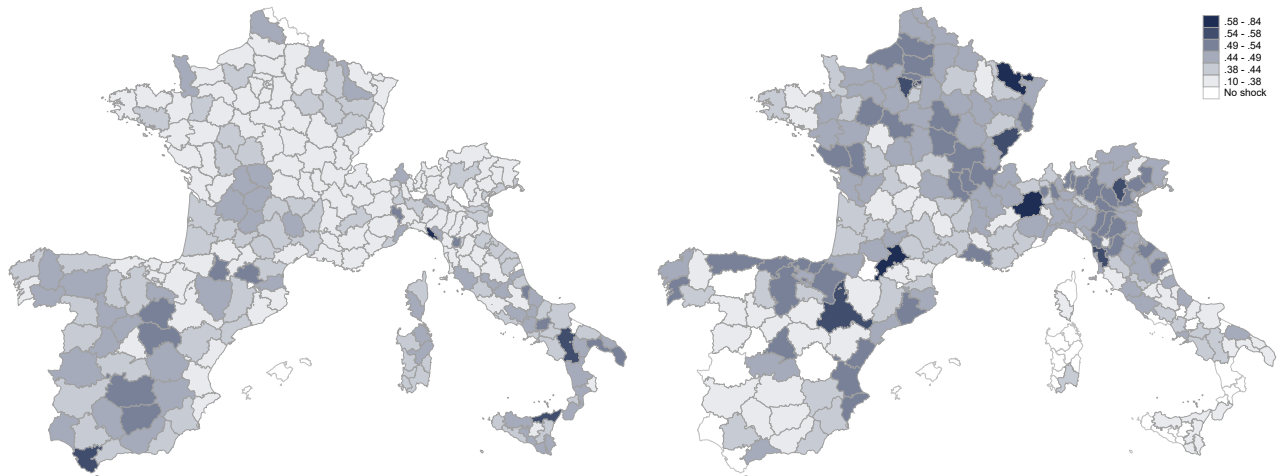 .58 - .84
.54 - .58
.49 - .54
.44 - .49
.38 - .44
.10 - .38
No shock